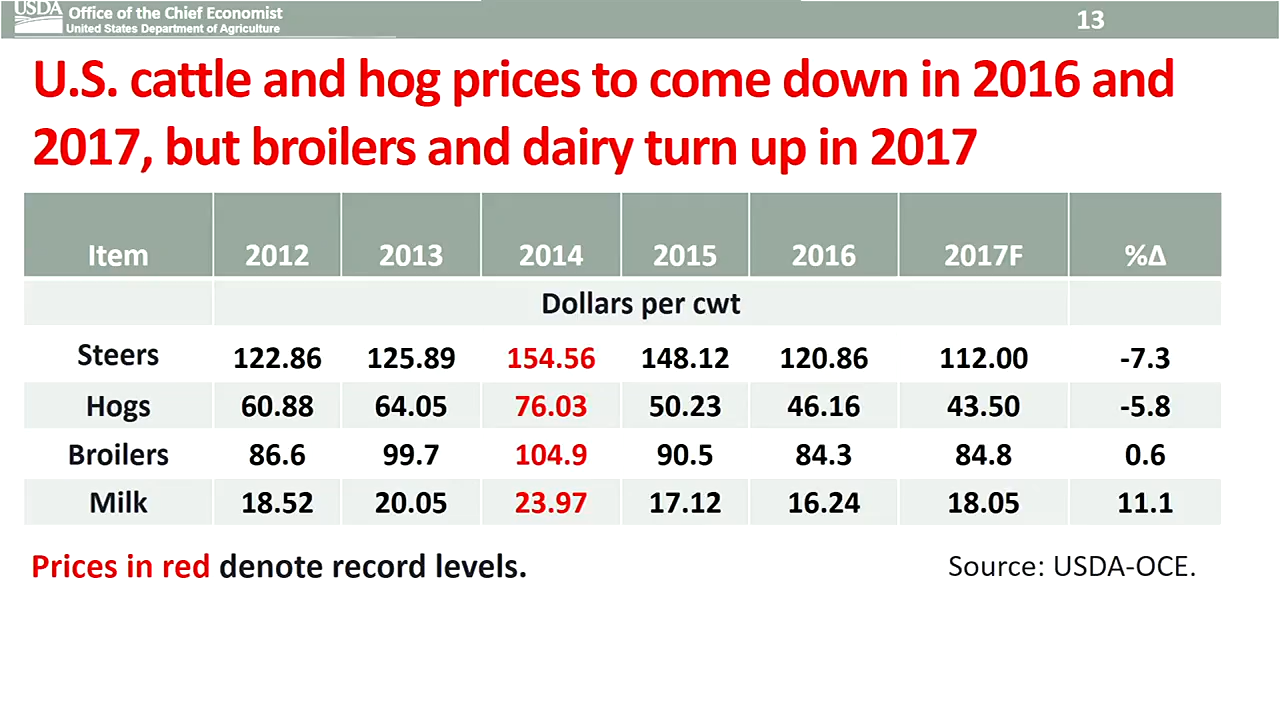 USDA Office of the Chief Economist
United States Department of Agriculture
13
U.S. cattle and hog prices to come down in 2016 and
2017, but broilers and dairy turn up in 2017
Item 2012 2013 2014 2015 2016 2017F %Δ
Dollars per cwt
Steers 122.86 125.89 154.56 148.12 120.86 112.00 -7.3
Hogs 60.88 64.05 76.03 50.23 46.16 43.50 -5.8
Broilers 86.6 99.7 104.9 90.5 84.3 84.8 0.6
Milk 18.52 20.05 23.97 17.12 16.24 18.05 11.1
Prices in red denote record levels. Source: USDA-OCE.